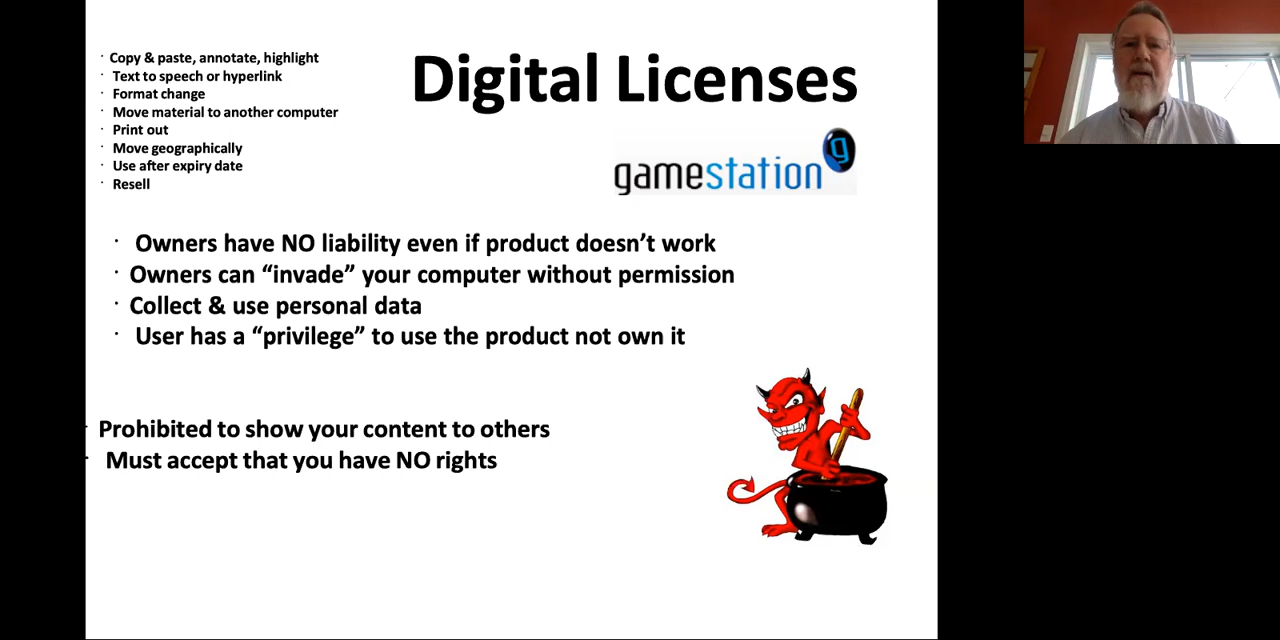 Digital Licenses
· Copy & paste, annotate, highlight
· Text to speech or hyperlink
· Format change
· Move material to another computer
· Print out
· Move geographically
· Use after expiry date
· Resell
gamestation
g
· Owners have NO liability even if product doesn’t work
· Owners can “invade” your computer without permission
· Collect & use personal data
· User has a “privilege” to use the product not own it
· Prohibited to show your content to others
· Must accept that you have NO rights